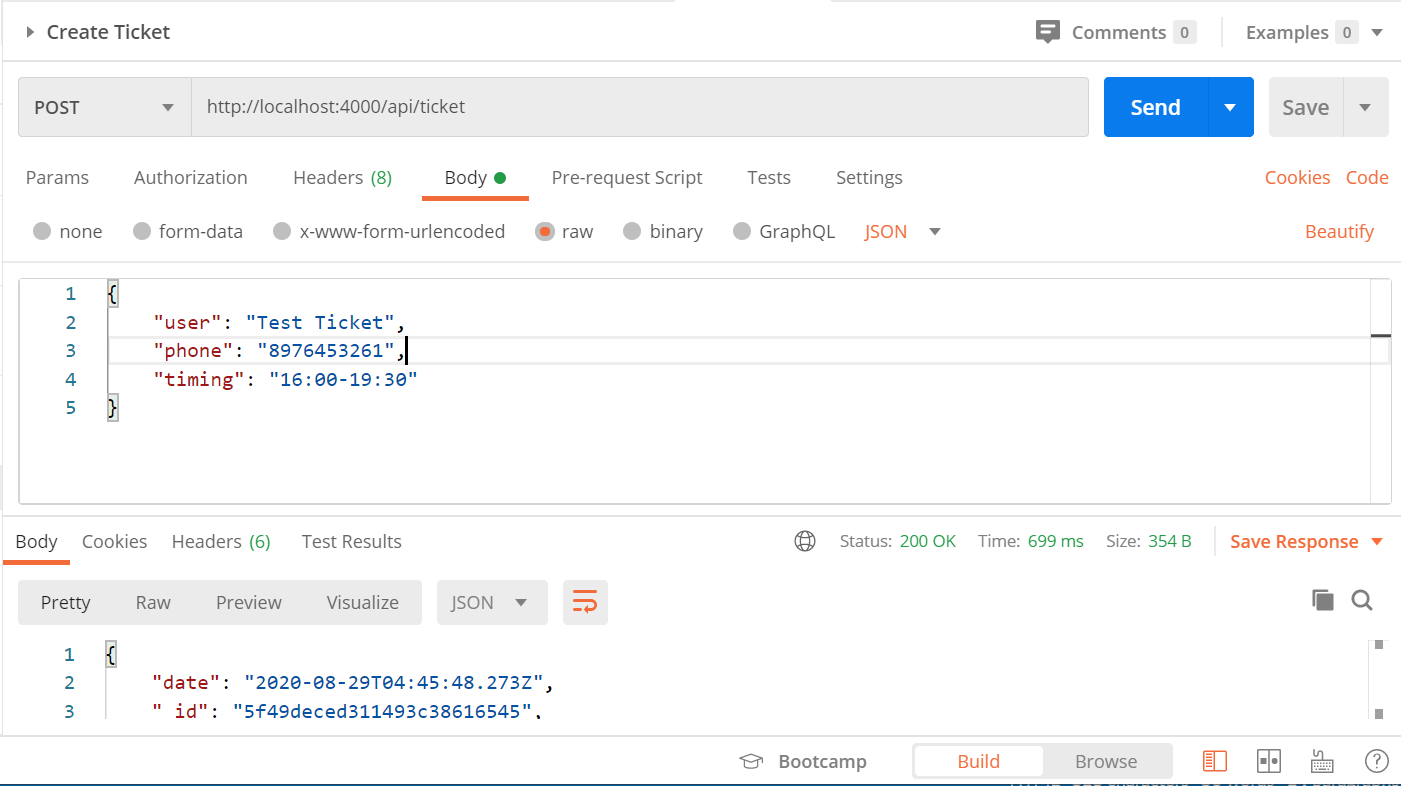 Create Ticket Comments 0 Examples 0
POST http://localhost:4000/api/ticket Send Save
Params Authorization Headers (8) Body Pre-request Script Tests Settings Cookies Code
none form-data x-www-form-urlencoded raw binary GraphQL JSON Beautify
1 {
2 "user": "Test Ticket",
3 "phone": "8976453261",
4 "timing": "16:00-19:30"
5 }
Body Cookies Headers (6) Test Results Status: 200 OK Time: 699 ms Size: 354 B Save Response
Pretty Raw Preview Visualize JSON
1 {
2 "date": "2020-08-29T04:45:48.273Z",
3 "_id": "5f49deced311493c38616545",
Bootcamp Build Browse ?